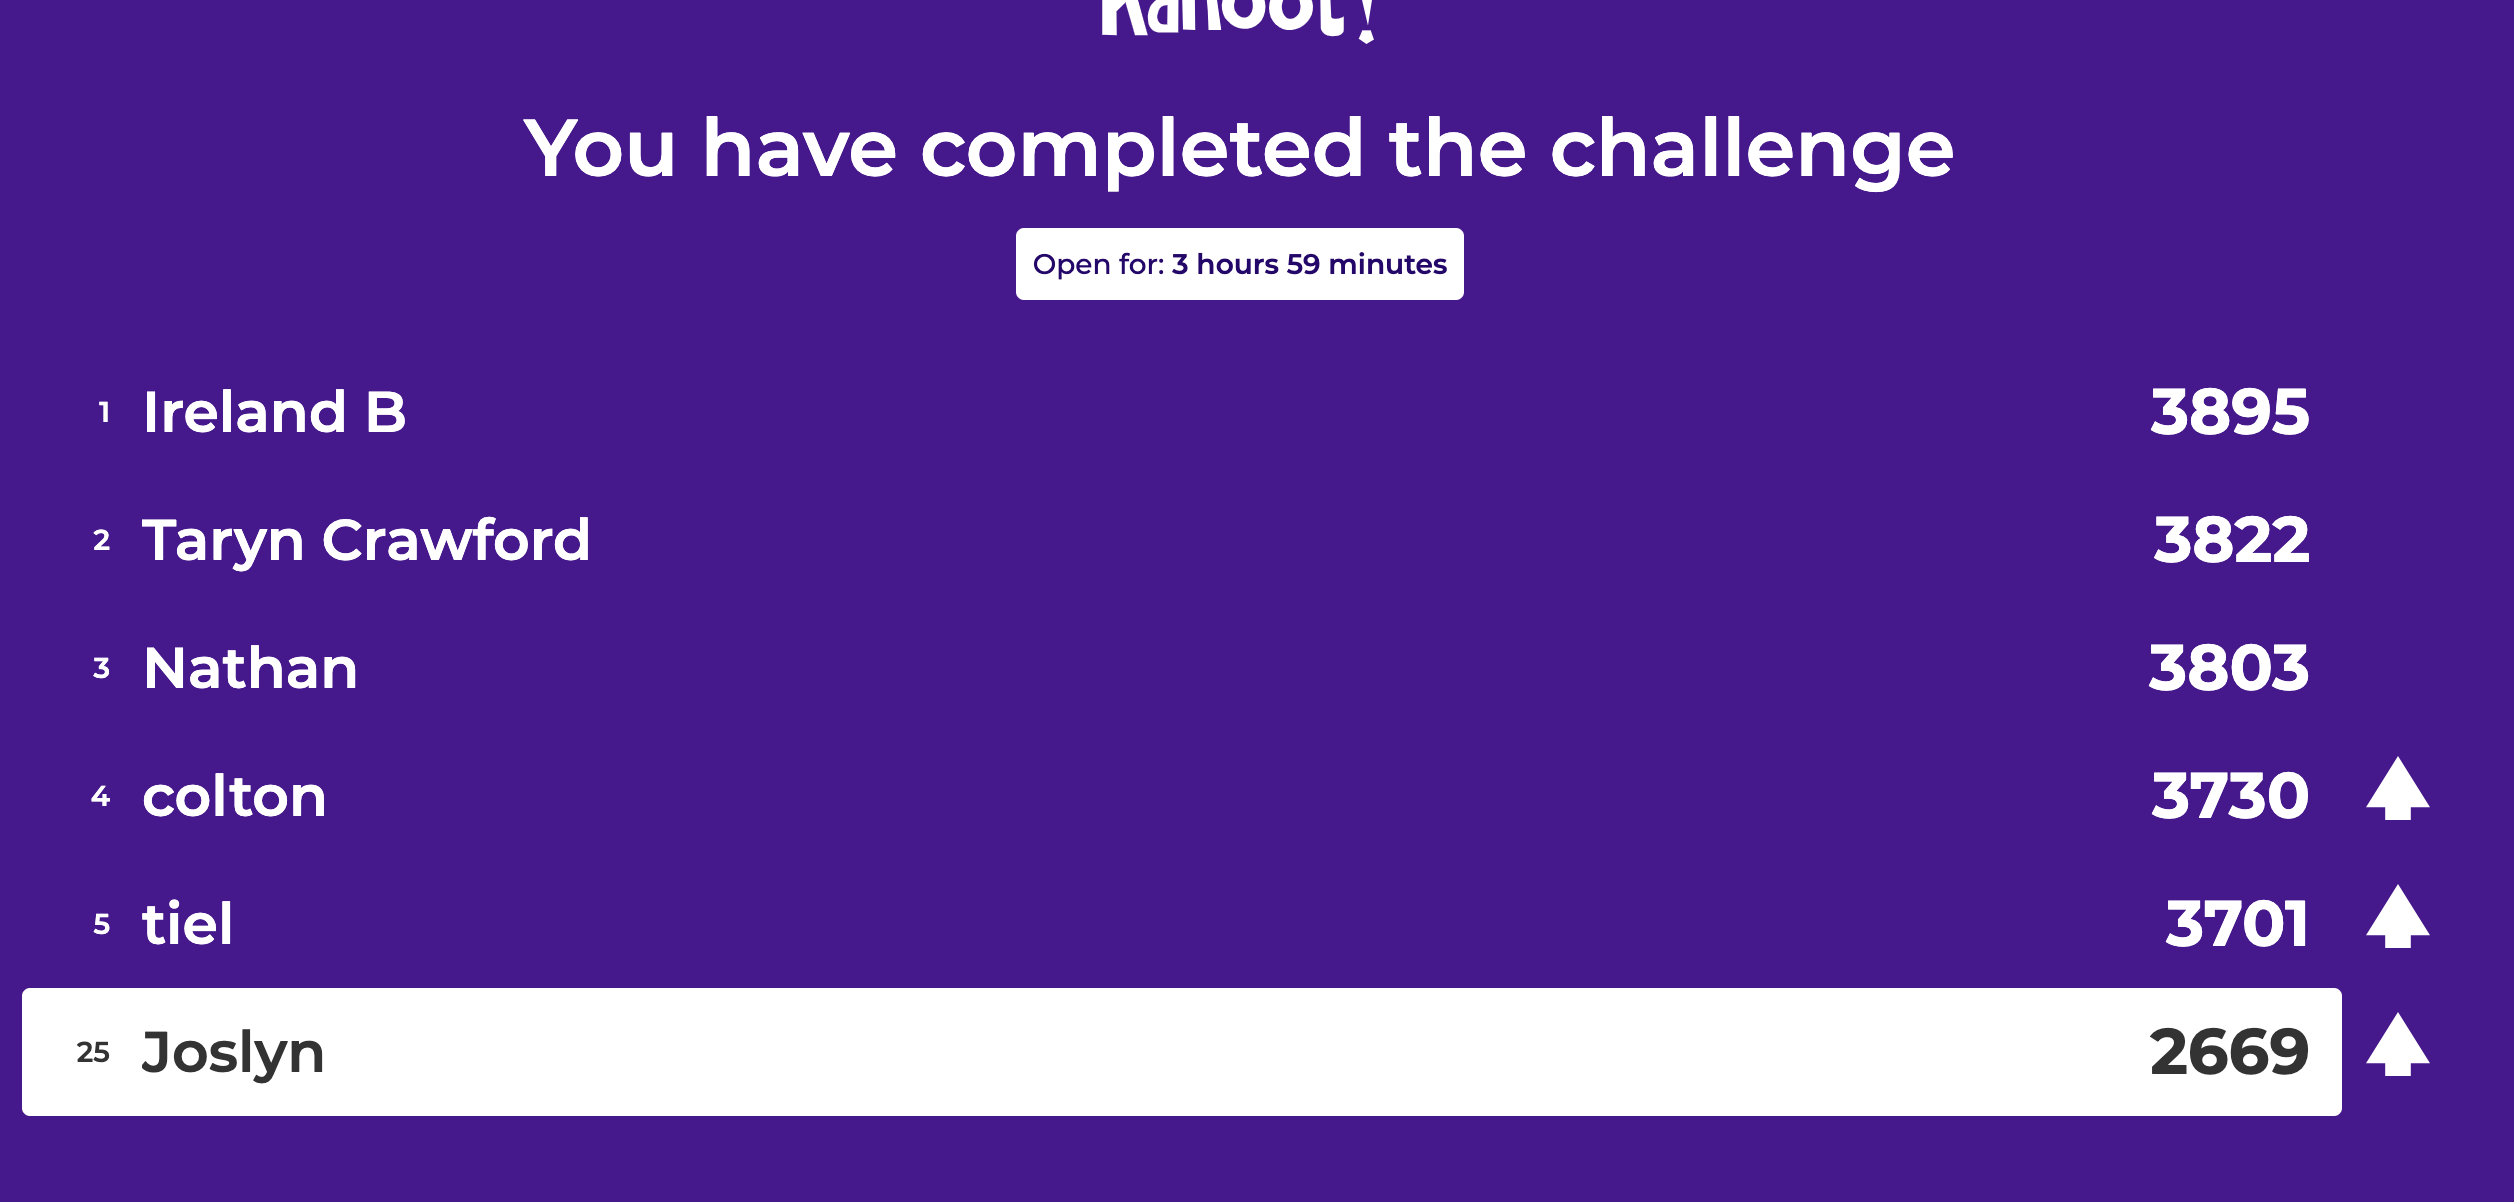 Kahoot!
You have completed the challenge
Open for: 3 hours 59 minutes
1 Ireland B 3895
2 Taryn Crawford 3822
3 Nathan 3803
4 colton 3730
5 tiel 3701
25 Joslyn 2669